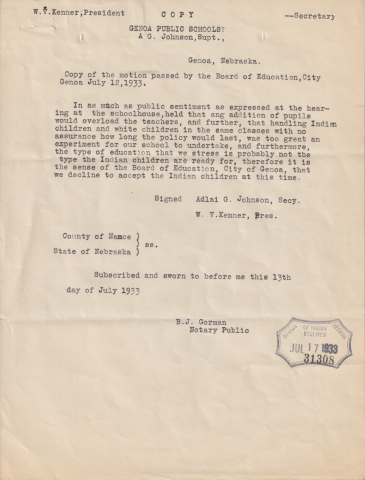 W.V.Kenner,President C O P Y --Secretary
GENOA PUBLIC SCHOOLS?
A G. Johnson,Supt.,
Genoa, Nebraska.
Copy of the motion passed by the Board of Education,City
Genoa July 12,1933.
In as much as public sentiment as expressed at the hear-
ing at the schoolhouse,held that ang addition of pupils
would overload the teachers, and further, that handling Indian
children and white children in the same classes with no
assurance how long the policy would last, was too great an
experiment for our school to undertake, and furthermore,
the type of education that we stress is probably not the
type the Indian children are ready for, therefore it is
the sense of the Board of Education, City of Genoa, that
we decline to accept the Indian children at this time.
Signed Adlai G. Johnson, Secy.
W. V.Kenner, Pres.
County of Nance )
) ss.
State of Nebraska)
Subscribed and sworn to before me this 13th
day of July 1933
B.J. Gorman
Notary Public
RECEIVED
JUL 17 1933
31308